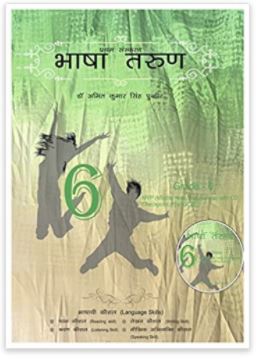 प्रथम संस्करण
भाषा तरुण
डॉ अमित कुमार सिंह
6
Grade - 6
6
भाषायी कौशल (Language Skills)
पठन कौशल (Reading Skill)
लेखन कौशल (Writing Skill)
श्रवण कौशल (Listening Skill)
मौखिक अभिव्यक्ति कौशल
(Speaking Skill)